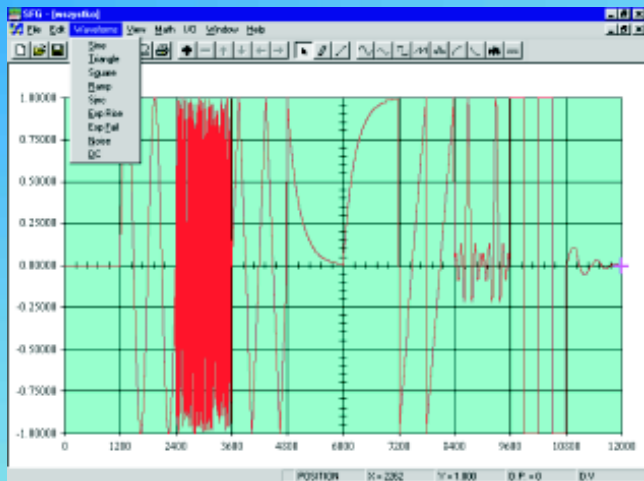 SFG - [wszystko]
File Edit Waveforms View Math I/O Window Help
Sine
Triangle
Square
Ramp
Sinc
Exp Rise
Exp Fall
Noise
DC
1.00000
0.75000
0.50000
0.25000
0.00000
-0.25000
-0.50000
-0.75000
-1.00000
0 1200 2400 3600 4800 6000 7200 8400 9600 10800 12000
POSITION X = 2262 Y = 1.000 D.P. = 0 D.V.